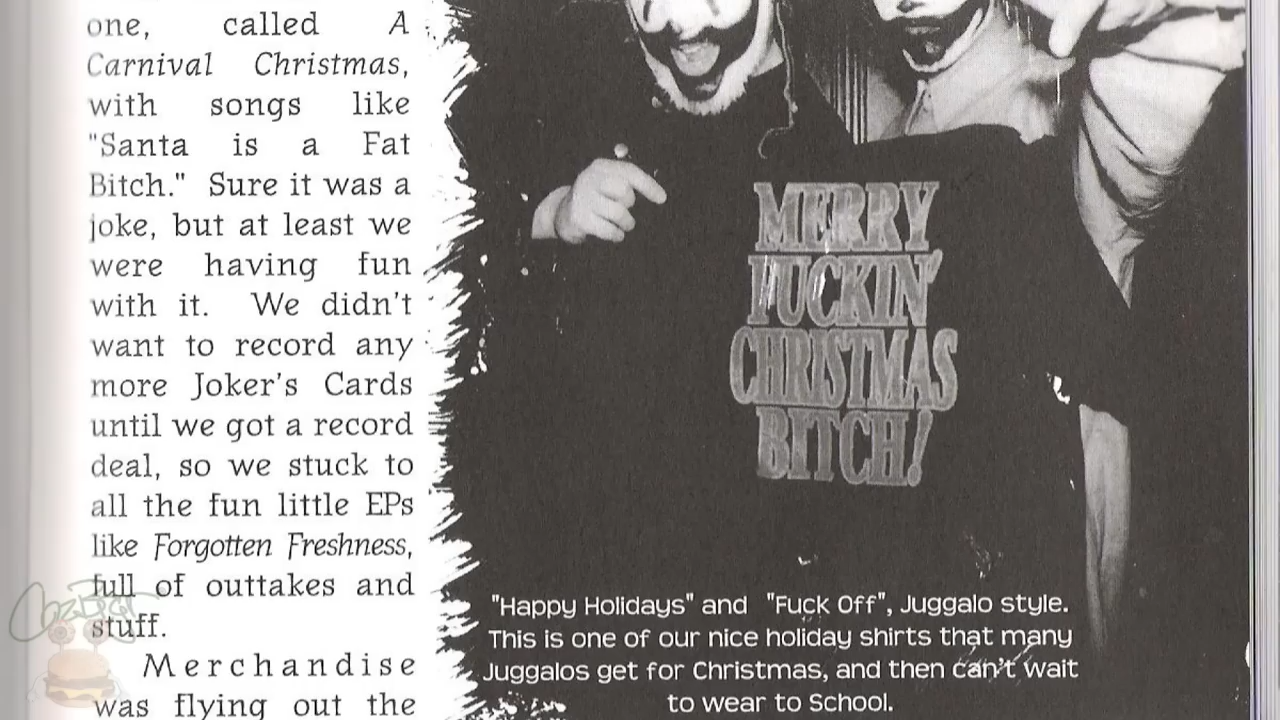 one, called A
Carnival Christmas,
with songs like
"Santa is a Fat
Bitch." Sure it was a
joke, but at least we
were having fun
with it. We didn't
want to record any
more Joker's Cards
until we got a record
deal, so we stuck to
all the fun little EPs
like Forgotten Freshness,
full of outtakes and
stuff.
Merchandise
was flying out the
MERRY
FUCKIN'
CHRISTMAS
BITCH!
"Happy Holidays" and "Fuck Off", Juggalo style.
This is one of our nice holiday shirts that many
Juggalos get for Christmas, and then can't wait
to wear to School.